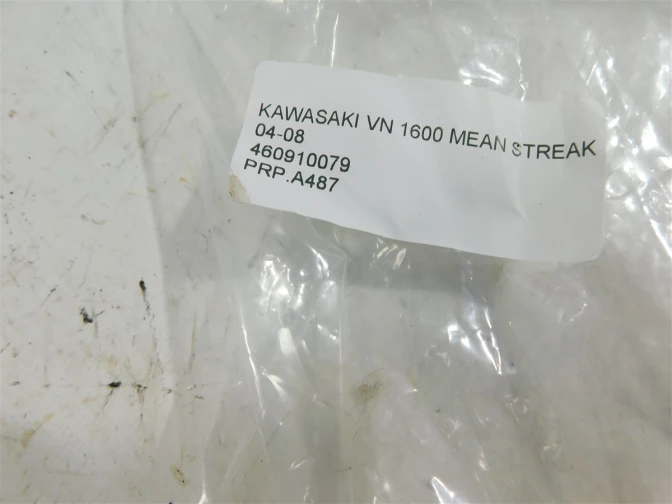 KAWASAKI VN 1600 MEAN STREAK
04-08
460910079
PRP.A487